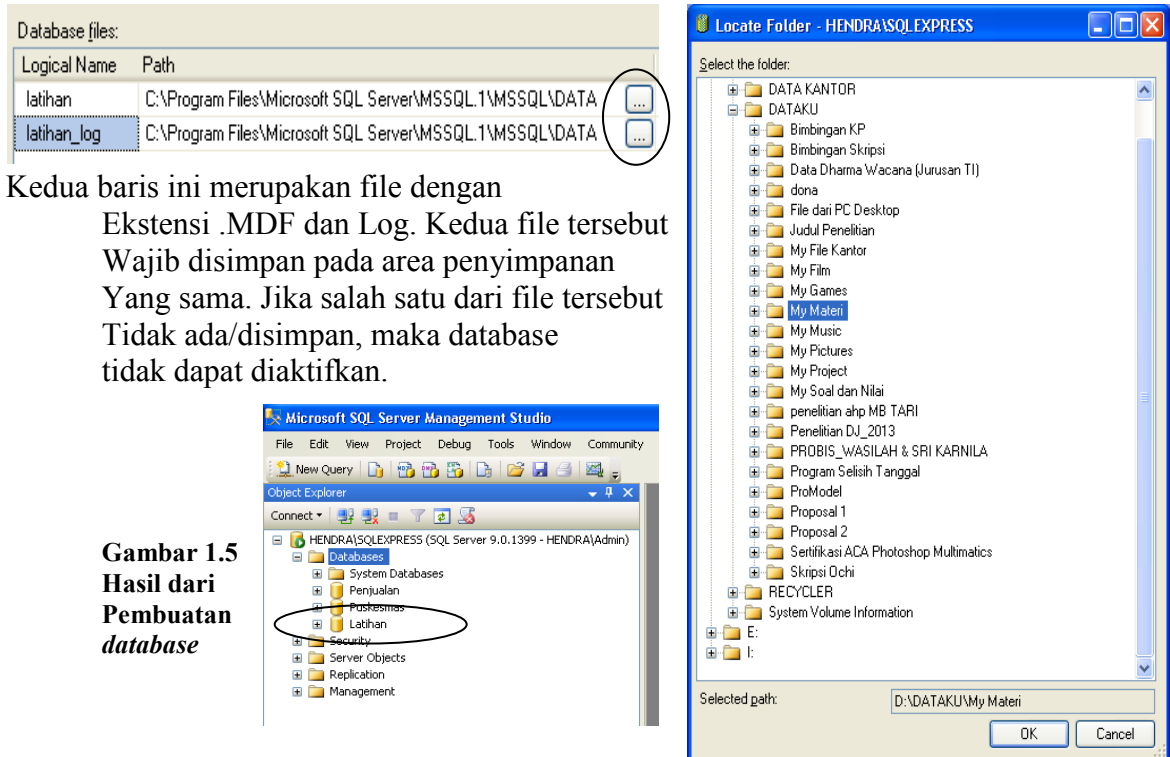 Database files:
Logical Name Path
latihan C:\Program Files\Microsoft SQL Server\MSSQL.1\MSSQL\DATA ...
latihan_log C:\Program Files\Microsoft SQL Server\MSSQL.1\MSSQL\DATA ...
Kedua baris ini merupakan file dengan
Ekstensi .MDF dan Log. Kedua file tersebut
Wajib disimpan pada area penyimpanan
Yang sama. Jika salah satu dari file tersebut
Tidak ada/disimpan, maka database
tidak dapat diaktifkan.
Gambar 1.5
Hasil dari
Pembuatan
database
Microsoft SQL Server Management Studio
File Edit View Project Debug Tools Window Community
New Query
Object Explorer
Connect
HENDRA\SQLEXPRESS (SQL Server 9.0.1399 - HENDRA\Admin)
Databases
System Databases
Penjualan
Puskesmas
Latihan
Security
Server Objects
Replication
Management
Locate Folder - HENDRA\SQLEXPRESS
Select the folder:
DATA KANTOR
DATAKU
Bimbingan KP
Bimbingan Skripsi
Data Dharma Wacana (Jurusan TI)
dona
File dari PC Desktop
Judul Penelitian
My File Kantor
My Film
My Games
My Materi
My Music
My Pictures
My Project
My Soal dan Nilai
penelitian ahp MB TARI
Penelitian DJ_2013
PROBIS_WASILAH & SRI KARNILA
Program Selisih Tanggal
ProModel
Proposal 1
Proposal 2
Sertifikasi ACA Photoshop Multimatics
Skripsi Ochi
RECYCLER
System Volume Information
E:
I:
Selected path: D:\DATAKU\My Materi
OK Cancel